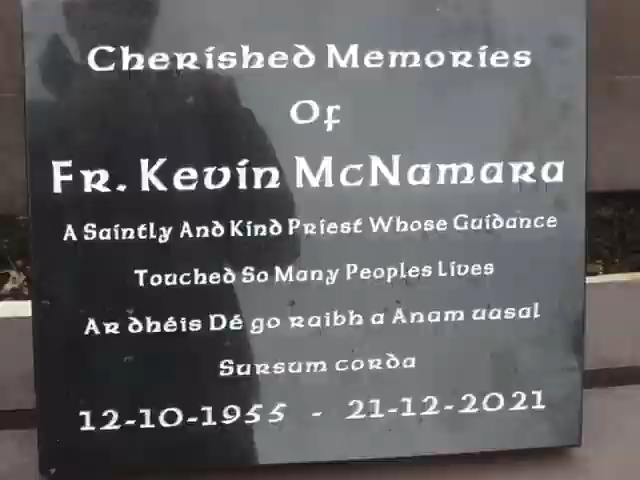 Cherished Memories
Of
Fr. Kevin McNamara
A Saintly And Kind Priest Whose Guidance
Touched So Many Peoples Lives
Ar dhéis Dé go raibh a Anam uasal
Sursum corda
12-10-1955 - 21-12-2021